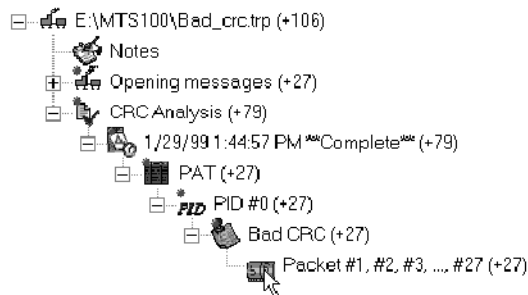 E:\MTS100\Bad_crc.trp (+106)
Notes
Opening messages (+27)
CRC Analysis (+79)
1/29/99 1:44:57 PM **Complete** (+79)
PAT (+27)
PID PID #0 (+27)
Bad CRC (+27)
Packet #1, #2, #3, ..., #27 (+27)